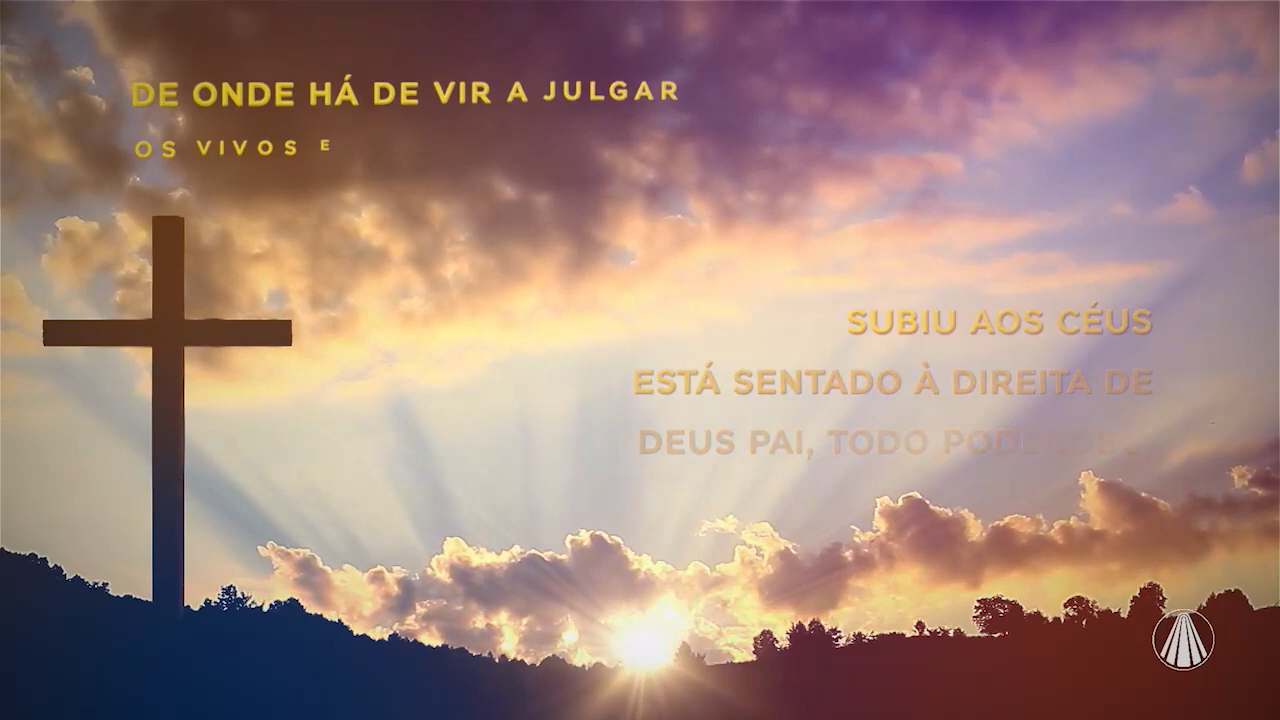 DE ONDE HÁ DE VIR A JULGAR
OS VIVOS E
SUBIU AOS CÉUS
ESTÁ SENTADO À DIREITA DE
DEUS PAI, TODO